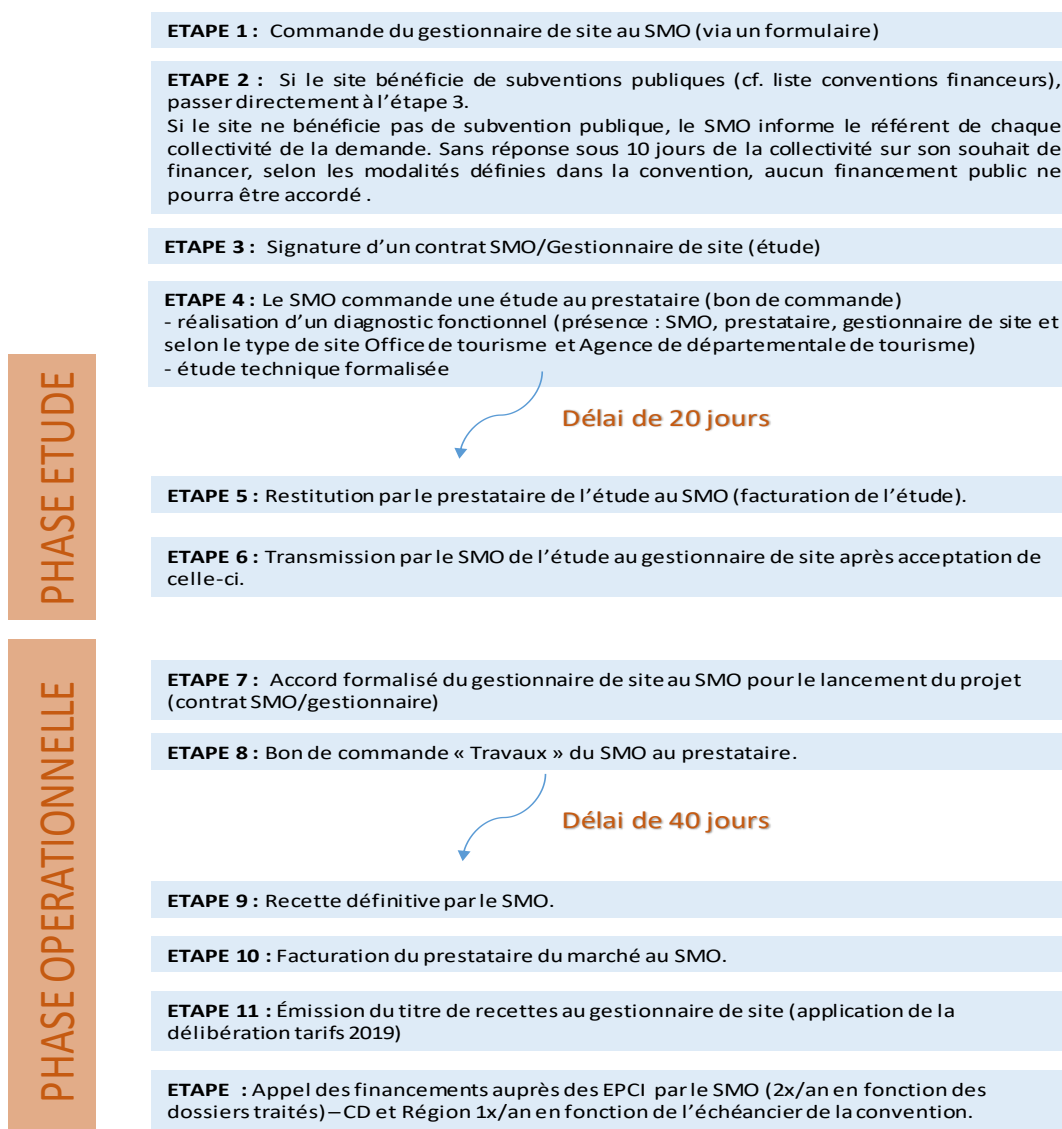 ETAPE 1 : Commande du gestionnaire de site au SMO (via un formulaire)
ETAPE 2 : Si le site bénéficie de subventions publiques (cf. liste conventions financeurs),
passer directement à l’étape 3.
Si le site ne bénéficie pas de subvention publique, le SMO informe le référent de chaque
collectivité de la demande. Sans réponse sous 10 jours de la collectivité sur son souhait de
financer, selon les modalités définies dans la convention, aucun financement public ne
pourra être accordé .
ETAPE 3 : Signature d’un contrat SMO/Gestionnaire de site (étude)
ETAPE 4 : Le SMO commande une étude au prestataire (bon de commande)
- réalisation d’un diagnostic fonctionnel (présence : SMO, prestataire, gestionnaire de site et
selon le type de site Office de tourisme et Agence de départementale de tourisme)
- étude technique formalisée
PHASE ETUDE
Délai de 20 jours
ETAPE 5 : Restitution par le prestataire de l’étude au SMO (facturation de l’étude).
ETAPE 6 : Transmission par le SMO de l’étude au gestionnaire de site après acceptation de
celle-ci.
PHASE OPERATIONNELLE
ETAPE 7 : Accord formalisé du gestionnaire de site au SMO pour le lancement du projet
(contrat SMO/gestionnaire)
ETAPE 8 : Bon de commande « Travaux » du SMO au prestataire.
Délai de 40 jours
ETAPE 9 : Recette définitive par le SMO.
ETAPE 10 : Facturation du prestataire du marché au SMO.
ETAPE 11 : Émission du titre de recettes au gestionnaire de site (application de la
délibération tarifs 2019)
ETAPE : Appel des financements auprès des EPCI par le SMO (2x/an en fonction des
dossiers traités) – CD et Région 1x/an en fonction de l’échéancier de la convention.